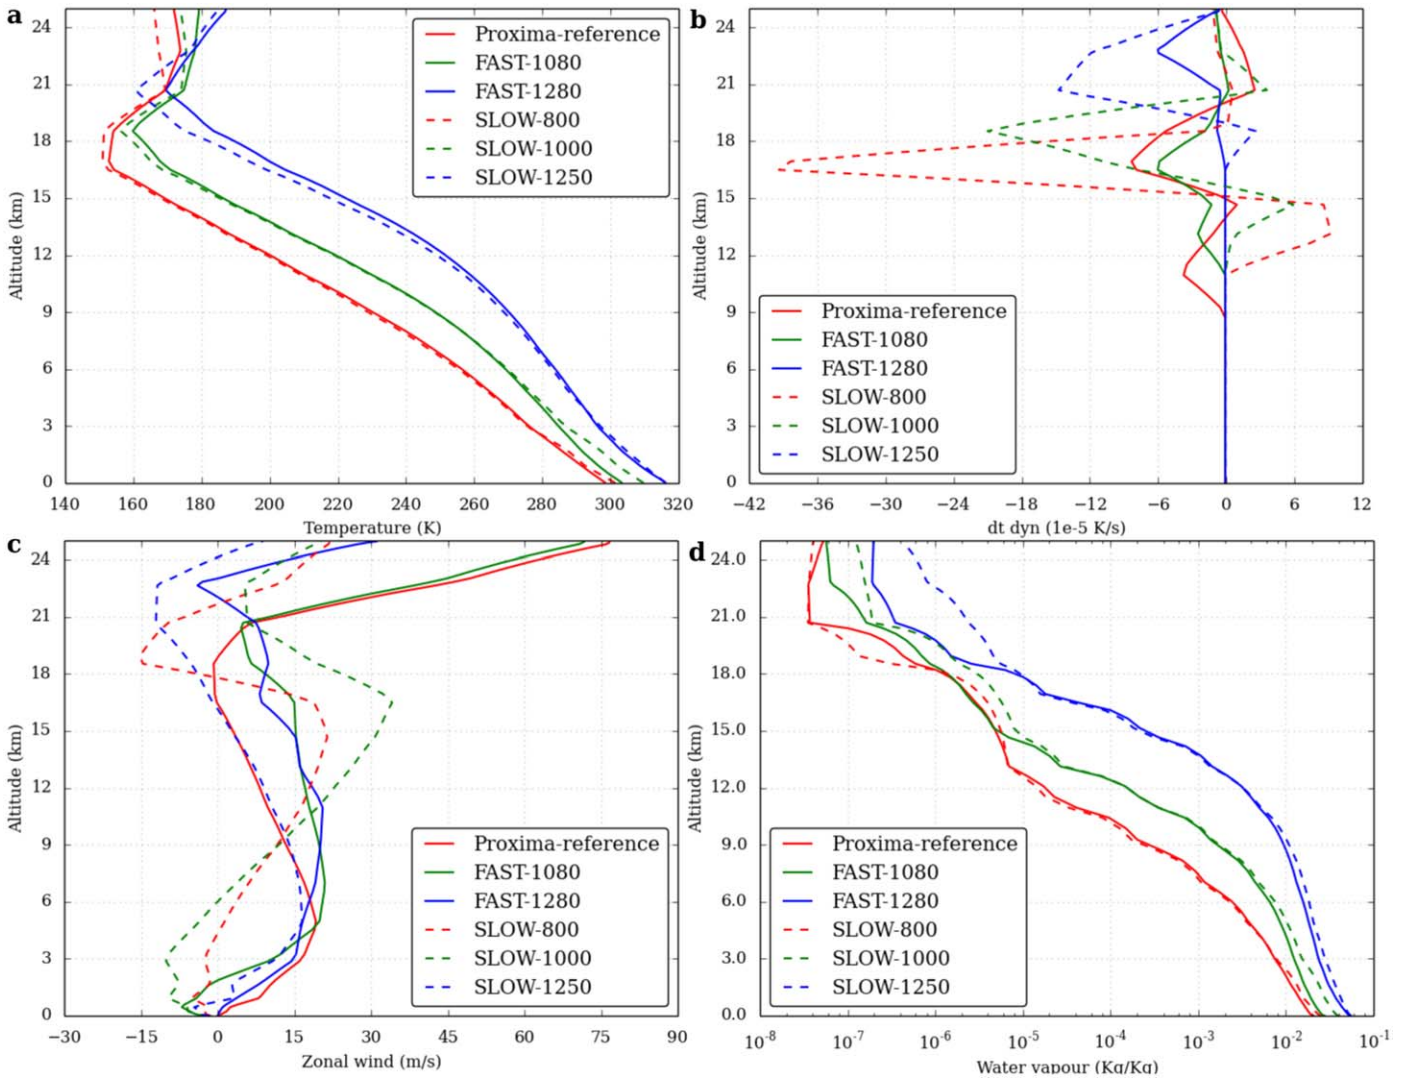 a
24
21
18
15
12
9
6
3
0
Altitude (km)
140 160 180 200 220 240 260 280 300 320
Temperature (K)
Proxima-reference
FAST-1080
FAST-1280
SLOW-800
SLOW-1000
SLOW-1250
b
24
21
18
15
12
9
6
3
0
Altitude (km)
−42 −36 −30 −24 −18 −12 −6 0 6 12
dt dyn (1e-5 K/s)
Proxima-reference
FAST-1080
FAST-1280
SLOW-800
SLOW-1000
SLOW-1250
c
24
21
18
15
12
9
6
3
0
Altitude (km)
−30 −15 0 15 30 45 60 75 90
Zonal wind (m/s)
Proxima-reference
FAST-1080
FAST-1280
SLOW-800
SLOW-1000
SLOW-1250
d
24.0
21.0
18.0
15.0
12.0
9.0
6.0
3.0
0.0
Altitude (km)
10⁻⁸ 10⁻⁷ 10⁻⁶ 10⁻⁵ 10⁻⁴ 10⁻³ 10⁻² 10⁻¹
Water vapour (Kg/Kg)
Proxima-reference
FAST-1080
FAST-1280
SLOW-800
SLOW-1000
SLOW-1250